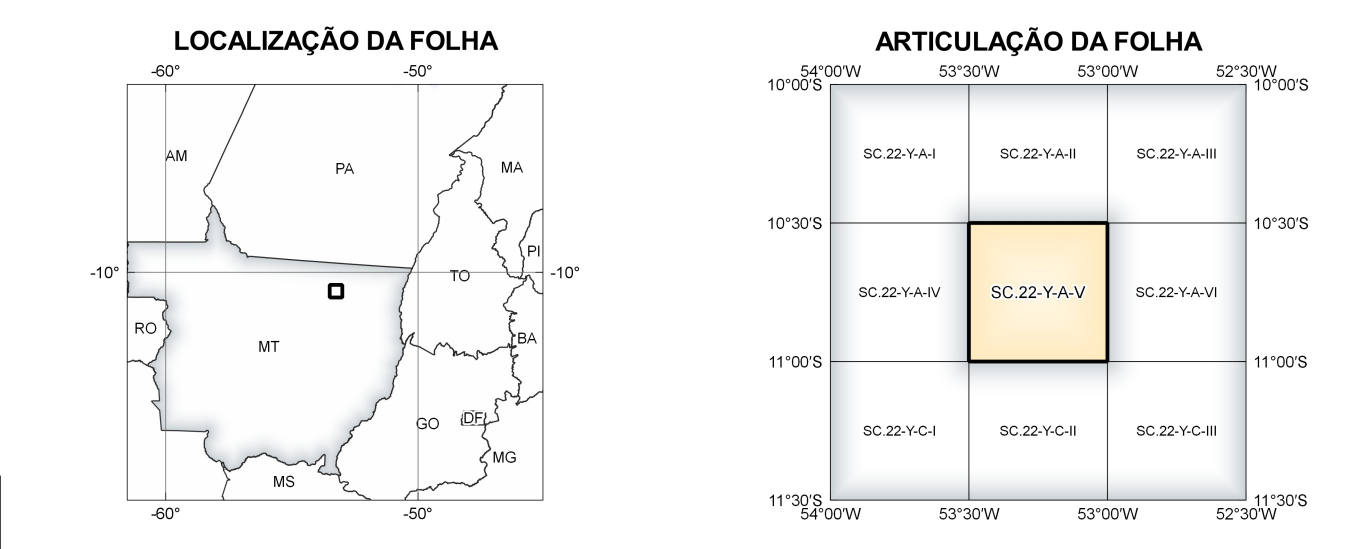 LOCALIZAÇÃO DA FOLHA
-60° -50°
AM
PA
MA
PI
-10° -10°
TO
RO
BA
MT
GO
DF
MG
MS
-60° -50°
ARTICULAÇÃO DA FOLHA
54°00'W 53°30'W 53°00'W 52°30'W
10°00'S 10°00'S
SC.22-Y-A-I SC.22-Y-A-II SC.22-Y-A-III
10°30'S 10°30'S
SC.22-Y-A-IV SC.22-Y-A-V SC.22-Y-A-VI
11°00'S 11°00'S
SC.22-Y-C-I SC.22-Y-C-II SC.22-Y-C-III
11°30'S 11°30'S
54°00'W 53°30'W 53°00'W 52°30'W